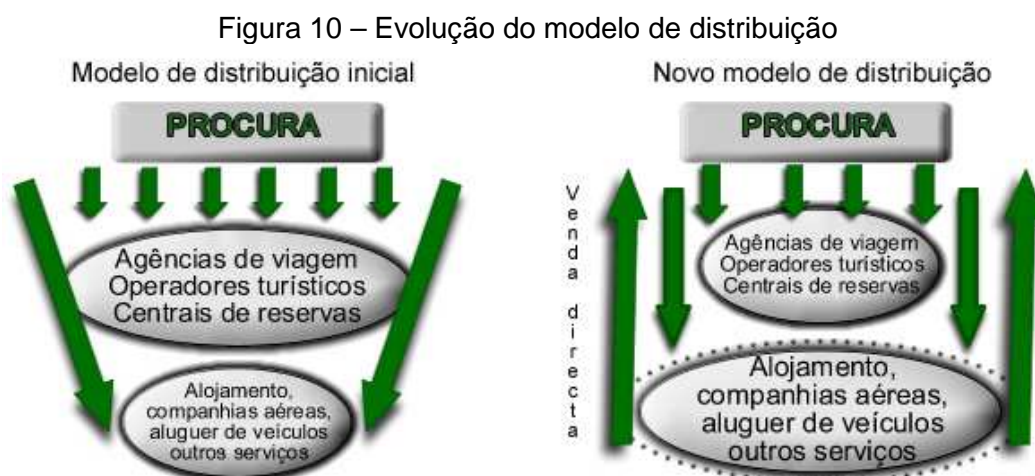 Figura 10 – Evolução do modelo de distribuição
Modelo de distribuição inicial
PROCURA
Agências de viagem
Operadores turísticos
Centrais de reservas
Alojamento,
companhias aéreas,
aluguer de veículos
outros serviços
Novo modelo de distribuição
PROCURA
Venda directa
Agências de viagem
Operadores turísticos
Centrais de reservas
Alojamento,
companhias aéreas,
aluguer de veículos
outros serviços